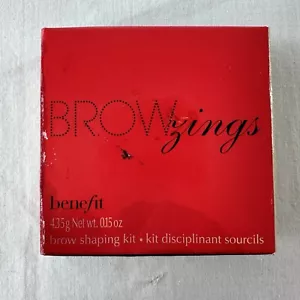 BROWzings
benefit
4.35g Net wt. 0.15 oz
brow shaping kit • kit disciplinant sourcils